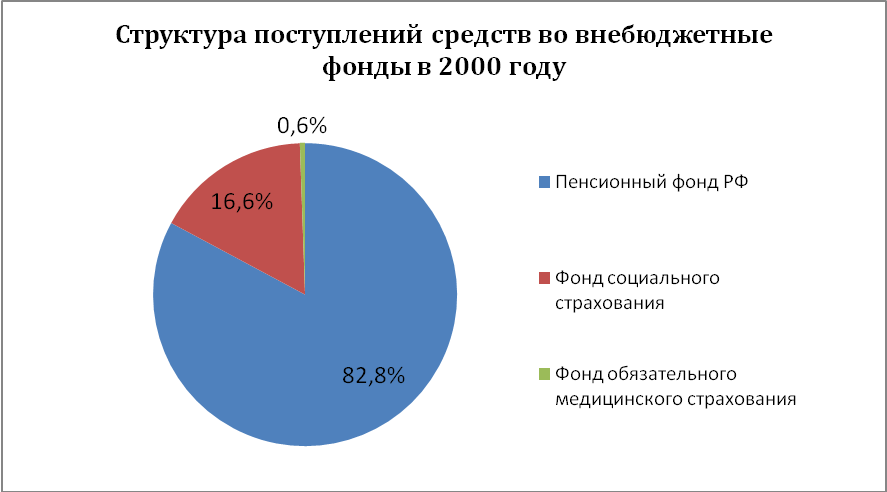 Структура поступлений средств во внебюджетные
фонды в 2000 году
0,6%
16,6%
82,8%
Пенсионный фонд РФ
Фонд социального
страхования
Фонд обязательного
медицинского страхования